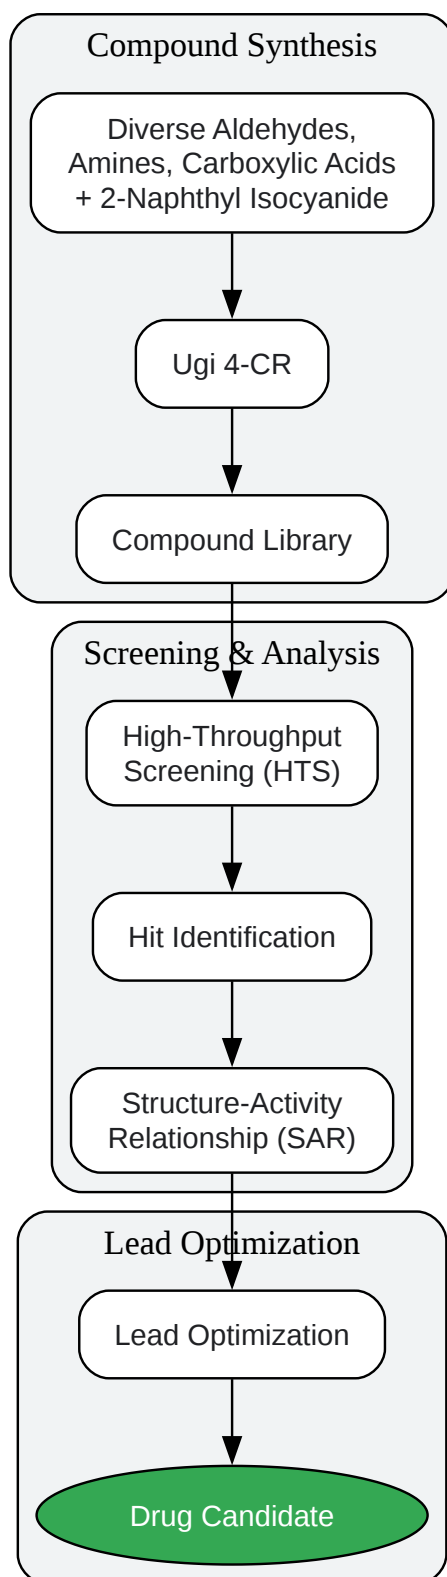 Compound Synthesis
Diverse Aldehydes,
Amines, Carboxylic Acids
+ 2-Naphthyl Isocyanide
Ugi 4-CR
Compound Library
Screening & Analysis
High-Throughput
Screening (HTS)
Hit Identification
Structure-Activity
Relationship (SAR)
Lead Optimization
Lead Optimization
Drug Candidate